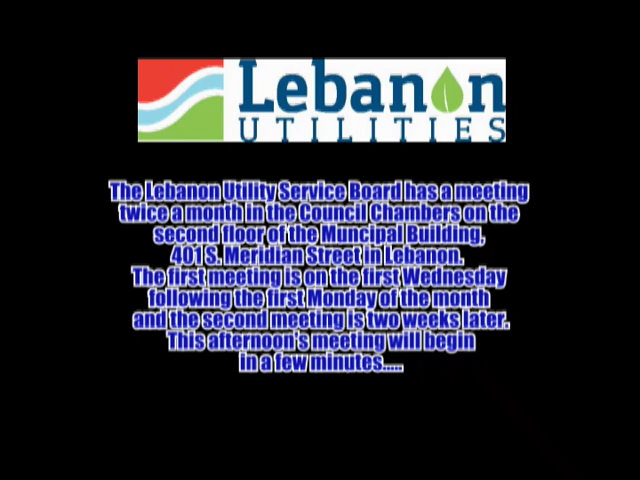 Lebanon
UTILITIES
The Lebanon Utility Service Board has a meeting
twice a month in the Council Chambers on the
second floor of the Muncipal Building,
401 S. Meridian Street in Lebanon.
The first meeting is on the first Wednesday
following the first Monday of the month
and the second meeting is two weeks later.
This afternoon's meeting will begin
in a few minutes.....